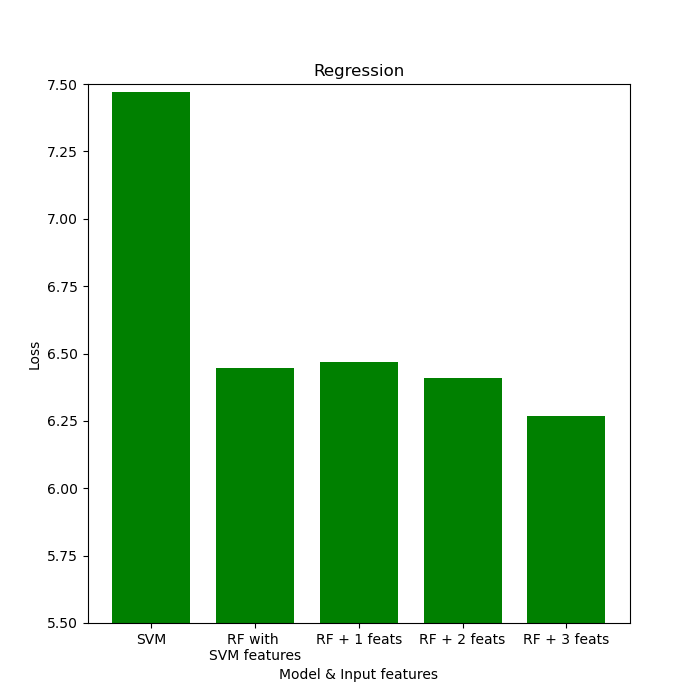 Regression
7.50
7.25
7.00
6.75
6.50
6.25
6.00
5.75
5.50
Loss
SVM
RF with
SVM features
RF + 1 feats
RF + 2 feats
RF + 3 feats
Model & Input features